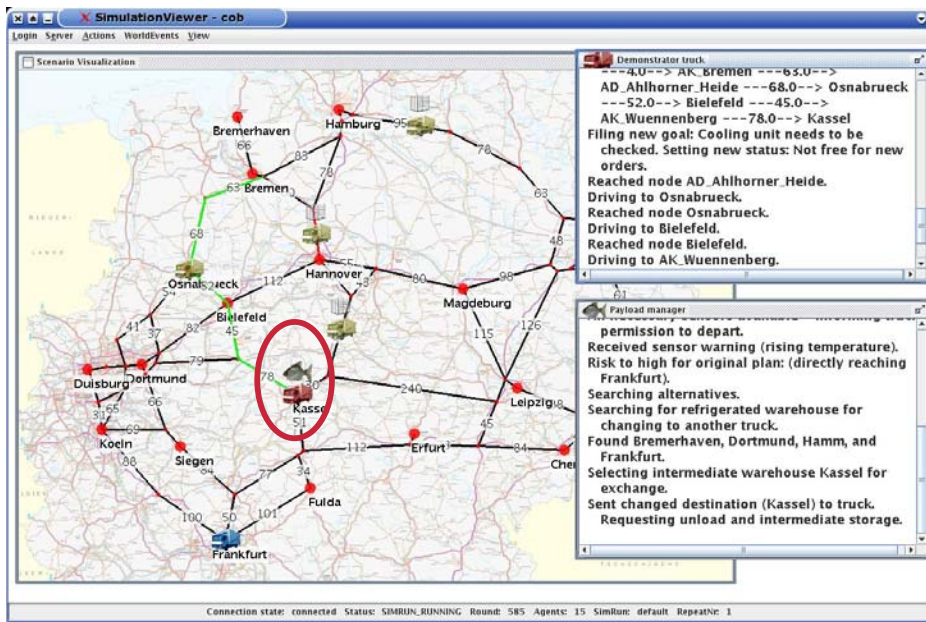 SimulationViewer - cob
Login Server Actions WorldEvents View
Scenario Visualization
Bremerhaven
66
Hamburg
95
78
83
78
63
Bremen
63
68
48
Osnabrueck
52
112
Hannover
55
43
80
98
Magdeburg
Bielefeld
45
82
54
41
37
79
115
126
Duisburg
Dortmund
78
30
Kassel
51
240
Leipzig
98
31
65
66
69
Koeln
Siegen
88
77
34
112
Erfurt
45
84
Cher
Fulda
100
50
101
Frankfurt
61
Demonstrator truck
---4.0--> AK_Bremen ---63.0-->
AD_Ahlhorner_Heide ---68.0--> Osnabrueck
---52.0--> Bielefeld ---45.0-->
AK_Wuennenberg ---78.0--> Kassel
Filing new goal: Cooling unit needs to be
checked. Setting new status: Not free for new
orders.
Reached node AD_Ahlhorner_Heide.
Driving to Osnabrueck.
Reached node Osnabrueck.
Driving to Bielefeld.
Reached node Bielefeld.
Driving to AK_Wuennenberg.
Payload manager
permission to depart.
Received sensor warning (rising temperature).
Risk to high for original plan: (directly reaching
Frankfurt).
Searching alternatives.
Searching for refrigerated warehouse for
changing to another truck.
Found Bremerhaven, Dortmund, Hamm, and
Frankfurt.
Selecting intermediate warehouse Kassel for
exchange.
Sent changed destination (Kassel) to truck.
Requesting unload and intermediate storage.
Connection state: connected Status: SIMRUN_RUNNING Round: 585 Agents: 15 SimRun: default RepeatNr: 1